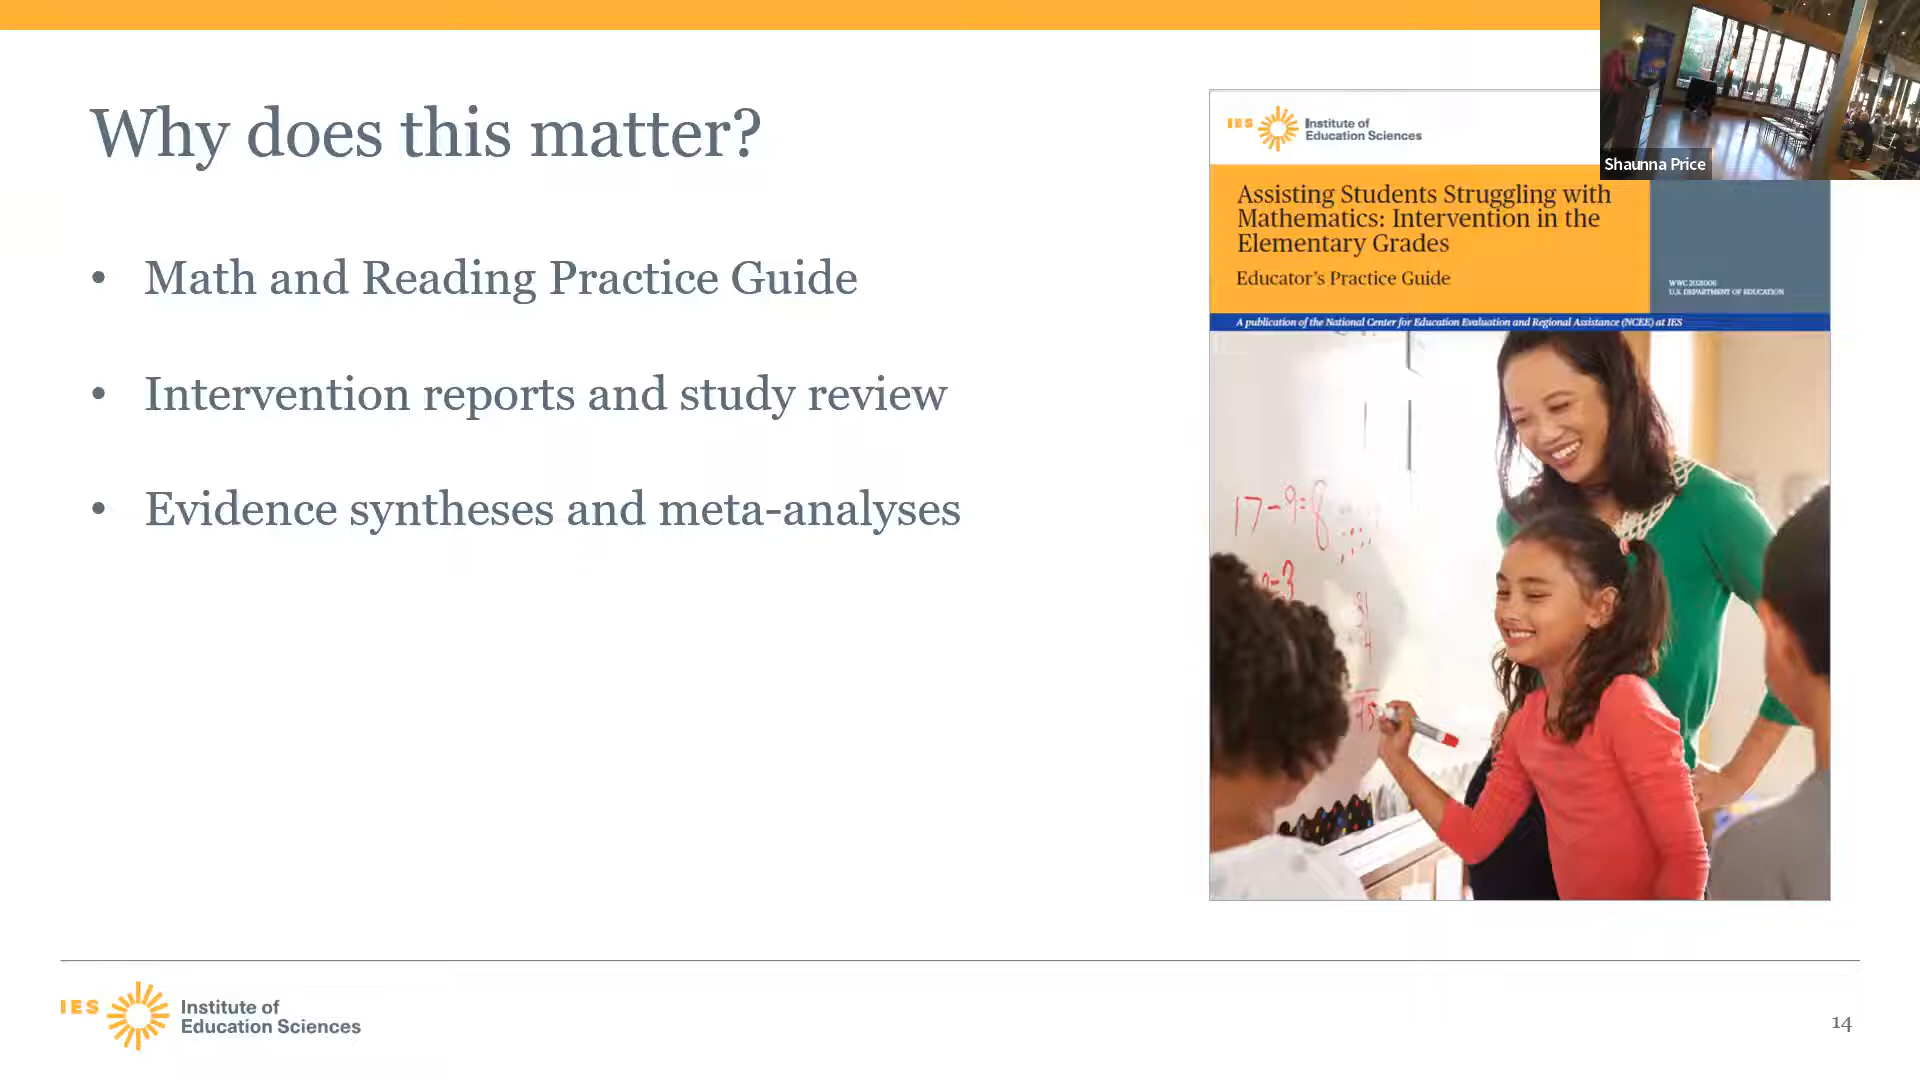 Why does this matter?
• Math and Reading Practice Guide
• Intervention reports and study review
• Evidence syntheses and meta-analyses
IES Institute of
Education Sciences
Assisting Students Struggling with
Mathematics: Intervention in the
Elementary Grades
Educator's Practice Guide
WWC 2021006
U.S. DEPARTMENT OF EDUCATION
A publication of the National Center for Education Evaluation and Regional Assistance (NCEE) at IES
17-9=8
Shaunna Price
IES Institute of
Education Sciences
14